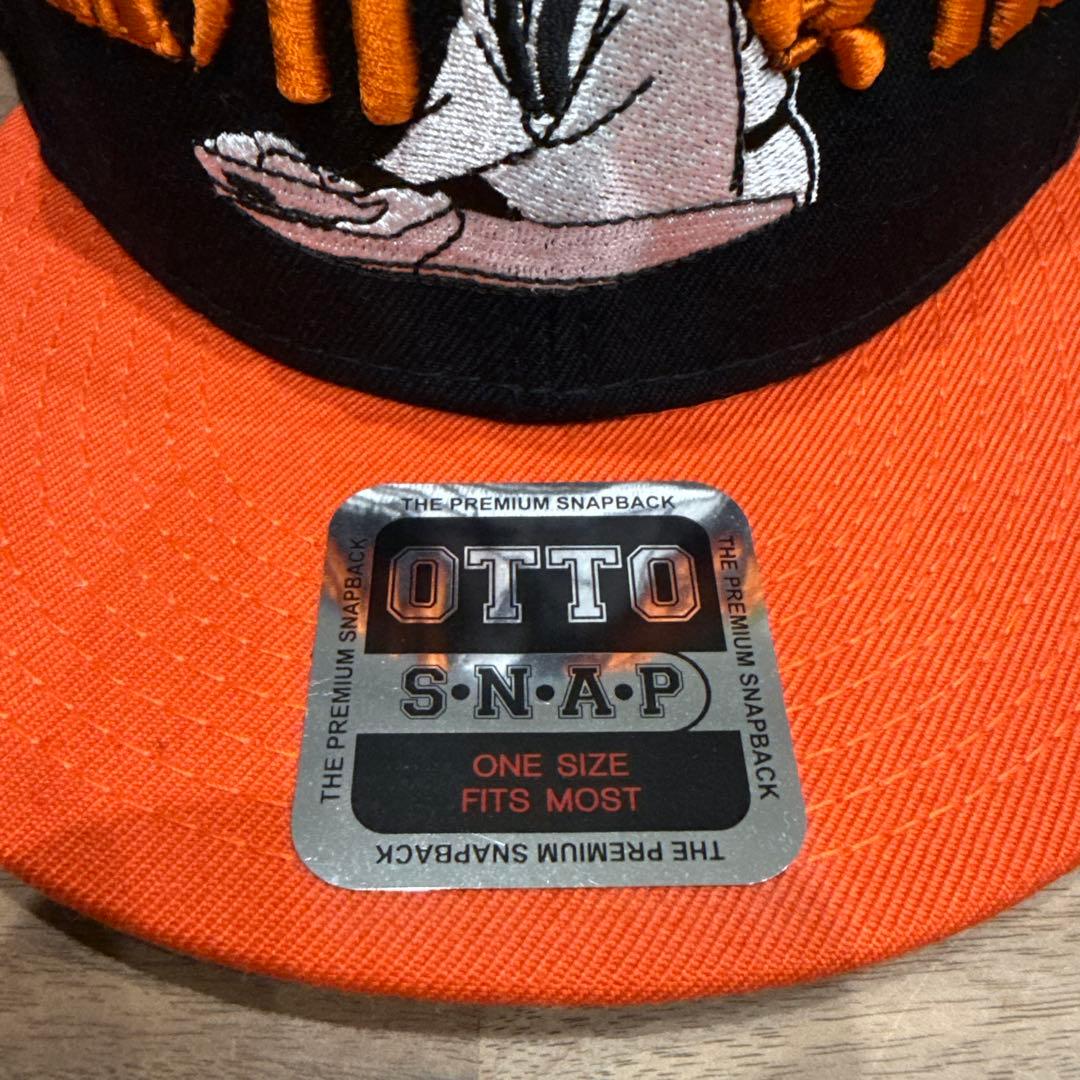 THE PREMIUM SNAPBACK
OTTO
S•N•A•P
ONE SIZE
FITS MOST
THE PREMIUM SNAPBACK
THE PREMIUM SNAPBACK
THE PREMIUM SNAPBACK